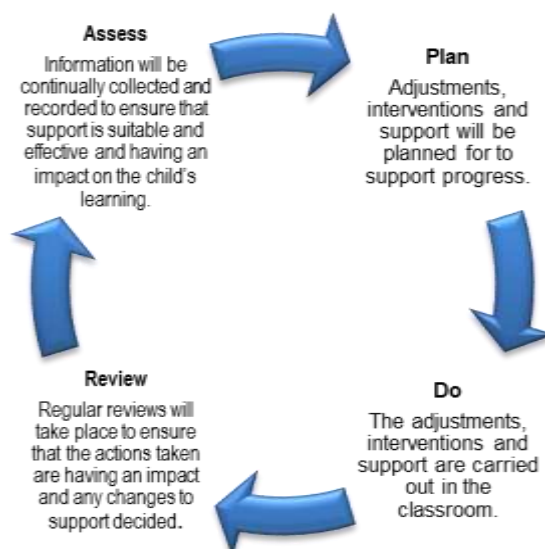 Assess
Information will be
continually collected and
recorded to ensure that
support is suitable and
effective and having an
impact on the child's
learning.
Plan
Adjustments,
interventions and
support will be
planned for to
support progress.
Do
The adjustments,
interventions and
support are carried
out in the
classroom.
Review
Regular reviews will
take place to ensure
that the actions taken
are having an impact
and any changes to
support decided.